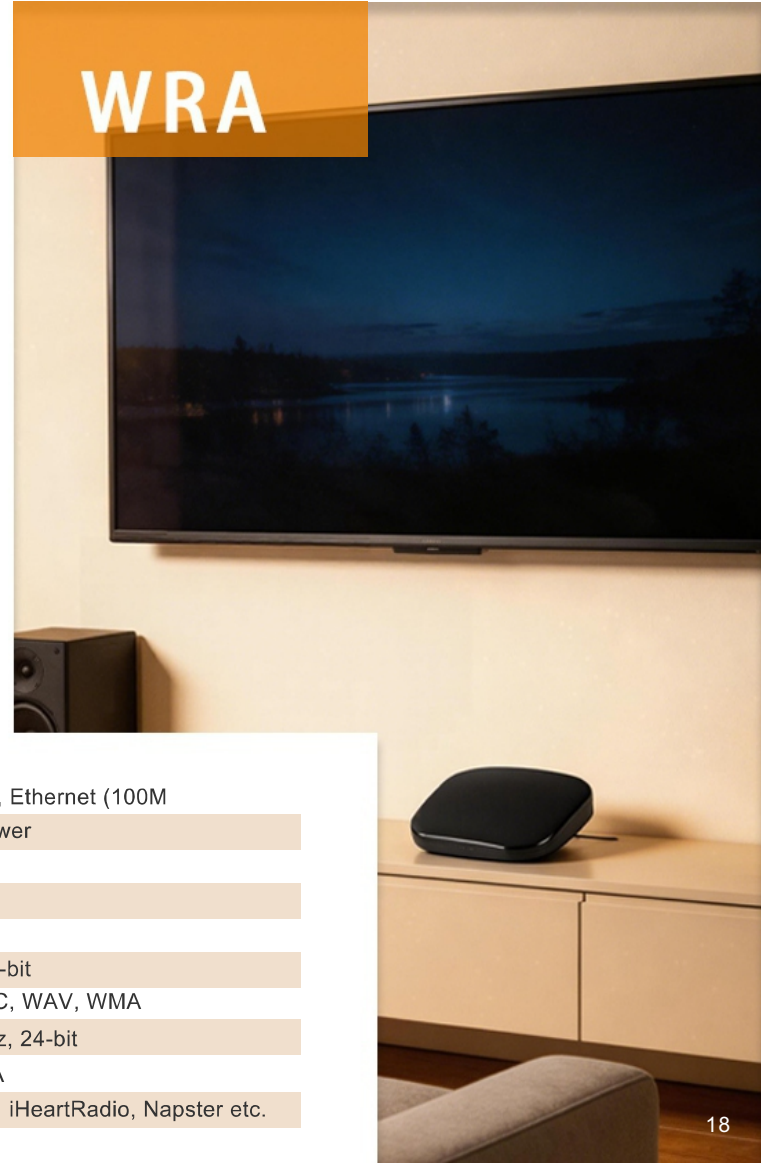 WRA
, Ethernet (100M
wer
-bit
C, WAV, WMA
z, 24-bit
A
iHeartRadio, Napster etc.
18